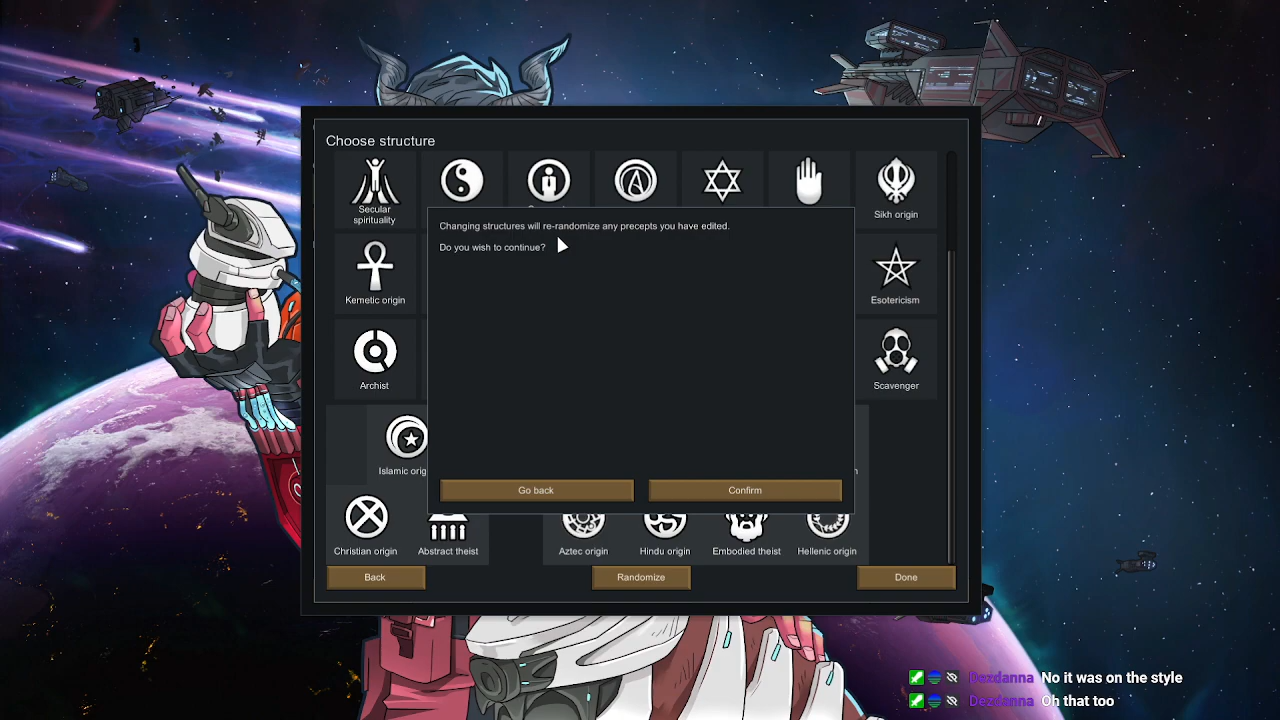 Choose structure
Secular
spirituality
Sikh origin
Changing structures will re-randomize any precepts you have edited.
Do you wish to continue?
Kemetic origin
Esotericism
Archist
Scavenger
Islamic orig
n
Go back
Confirm
Christian origin
Abstract theist
Aztec origin
Hindu origin
Embodied theist
Hellenic origin
Back
Randomize
Done
Dezdanna No it was on the style
Dezdanna Oh that too